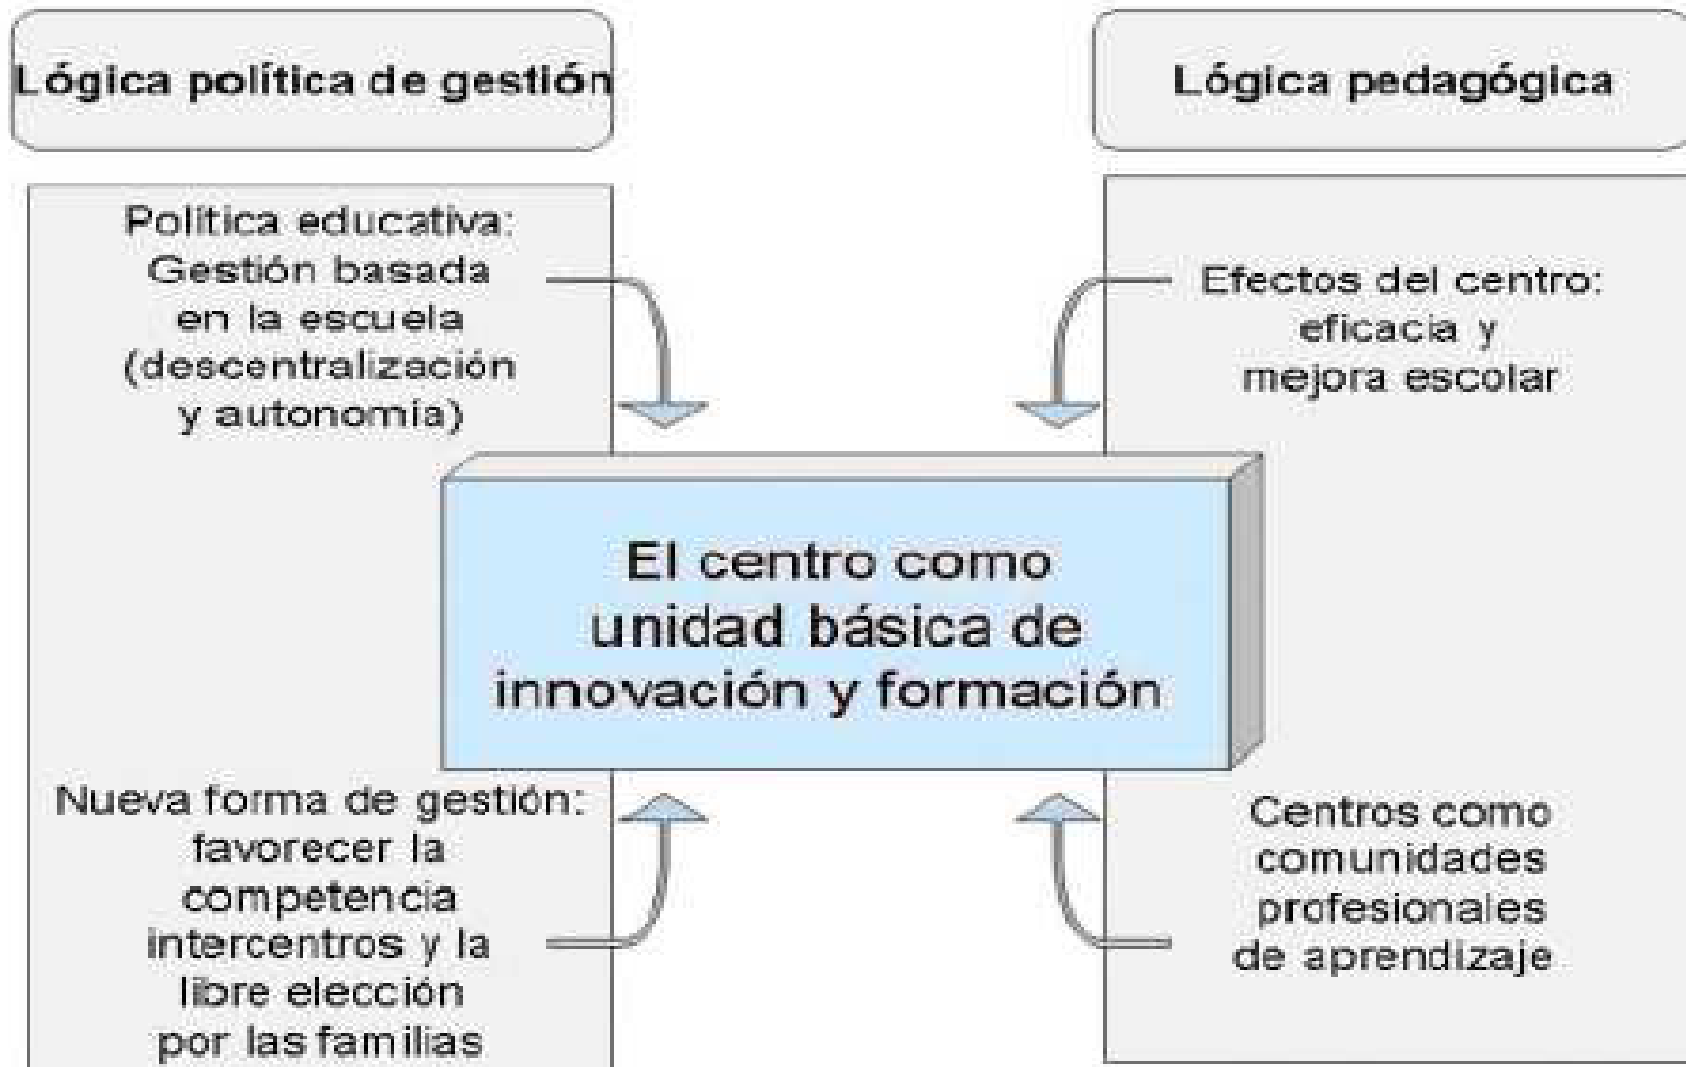 Lógica política de gestión
Lógica pedagógica
Política educativa:
Gestión basada
en la escuela
(descentralización
y autonomía)
Efectos del centro:
eficacia y
mejora escolar
El centro como
unidad básica de
innovación y formación
Nueva forma de gestión:
favorecer la
competencia
intercentros y la
libre elección
por las familias
Centros como
comunidades
profesionales
de aprendizaje